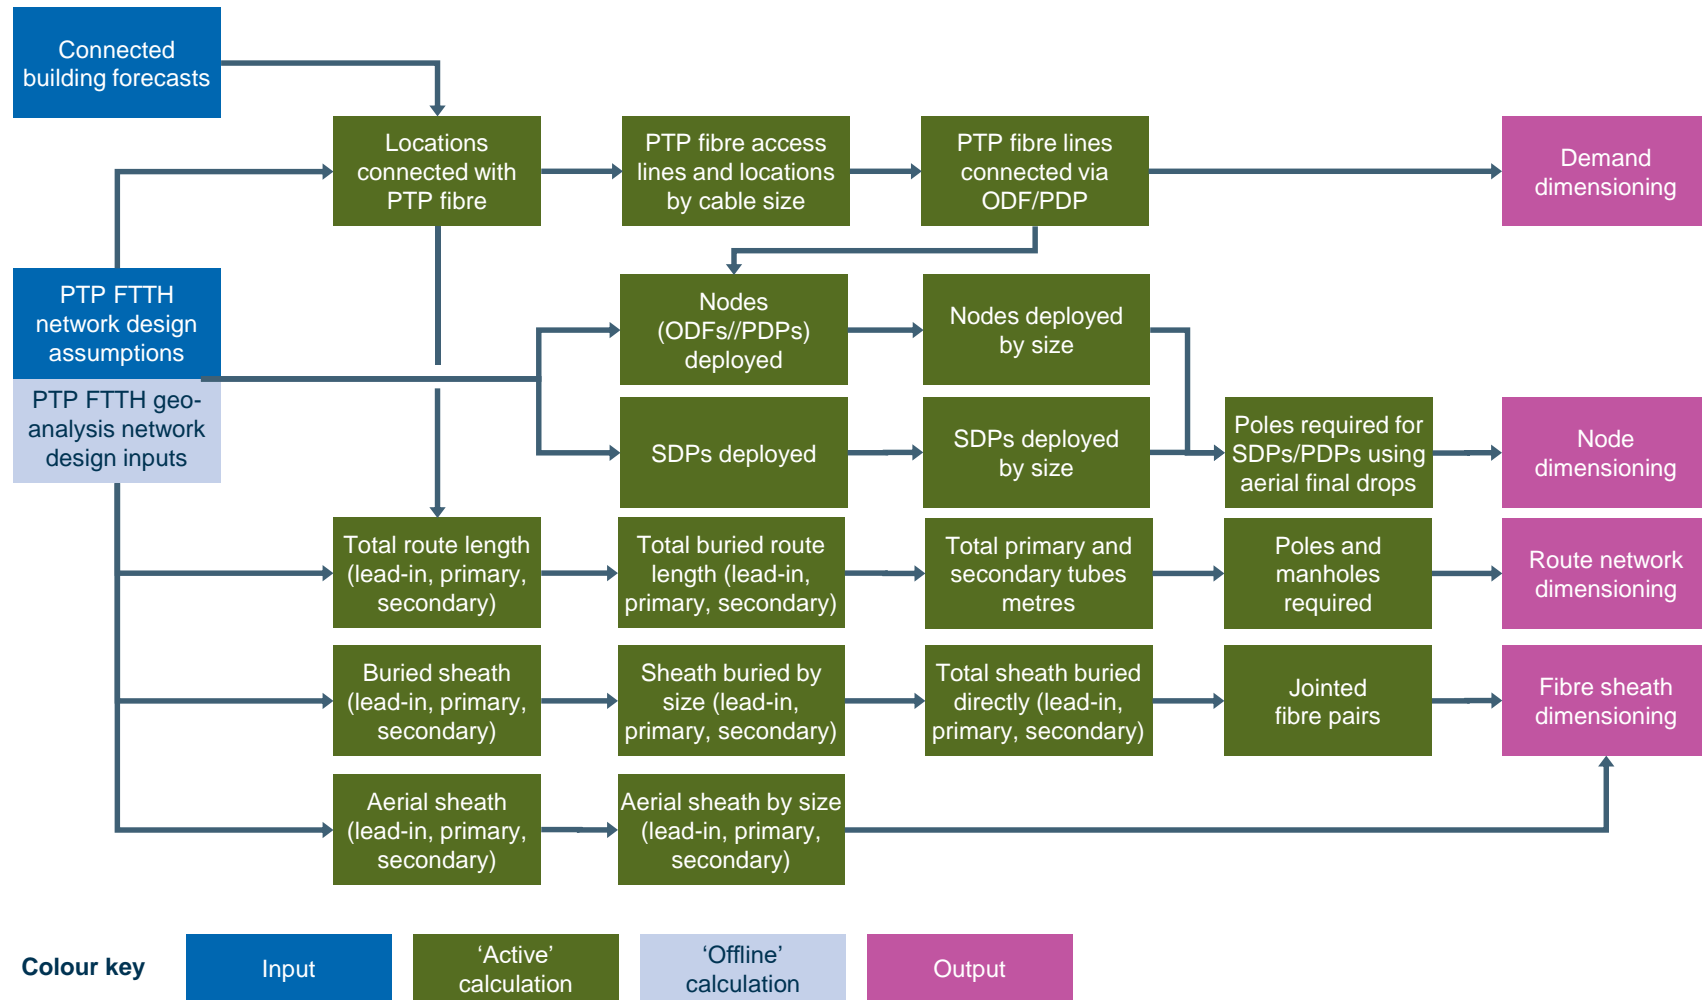 Connected
building forecasts
Locations
connected with
PTP fibre
PTP fibre access
lines and locations
by cable size
PTP fibre lines
connected via
ODF/PDP
Demand
dimensioning
PTP FTTH
network design
assumptions
PTP FTTH geo-
analysis network
design inputs
Nodes
(ODFs//PDPs)
deployed
Nodes deployed
by size
SDPs deployed
SDPs deployed
by size
Poles required for
SDPs/PDPs using
aerial final drops
Node
dimensioning
Total route length
(lead-in, primary,
secondary)
Total buried route
length (lead-in,
primary, secondary)
Total primary and
secondary tubes
metres
Poles and
manholes
required
Route network
dimensioning
Buried sheath
(lead-in, primary,
secondary)
Sheath buried by
size (lead-in,
primary, secondary)
Total sheath buried
directly (lead-in,
primary, secondary)
Jointed
fibre pairs
Fibre sheath
dimensioning
Aerial sheath
(lead-in, primary,
secondary)
Aerial sheath by size
(lead-in, primary,
secondary)
Colour key
Input
‘Active’
calculation
‘Offline’
calculation
Output